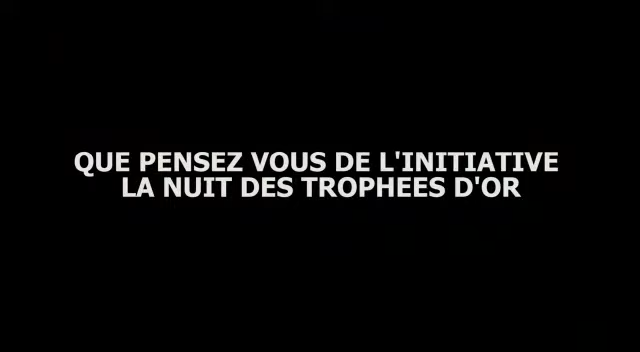 QUE PENSEZ VOUS DE L'INITIATIVE
LA NUIT DES TROPHEES D'OR